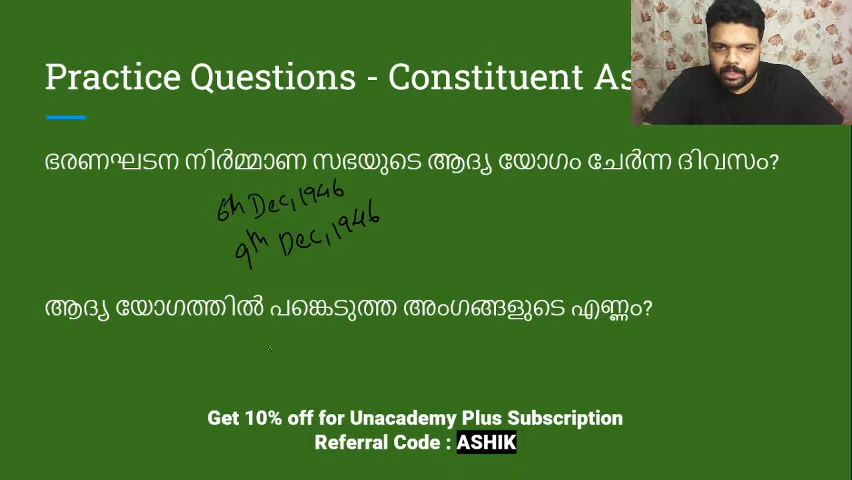 Practice Questions - Constituent As
ഭരണഘടന നിർമ്മാണ സഭയുടെ ആദ്യ യോഗം ചേർന്ന ദിവസം?
6th Dec, 1946
9th Dec, 1946
ആദ്യ യോഗത്തിൽ പങ്കെടുത്ത അംഗങ്ങളുടെ എണ്ണം?
Get 10% off for Unacademy Plus Subscription
Referral Code : ASHIK